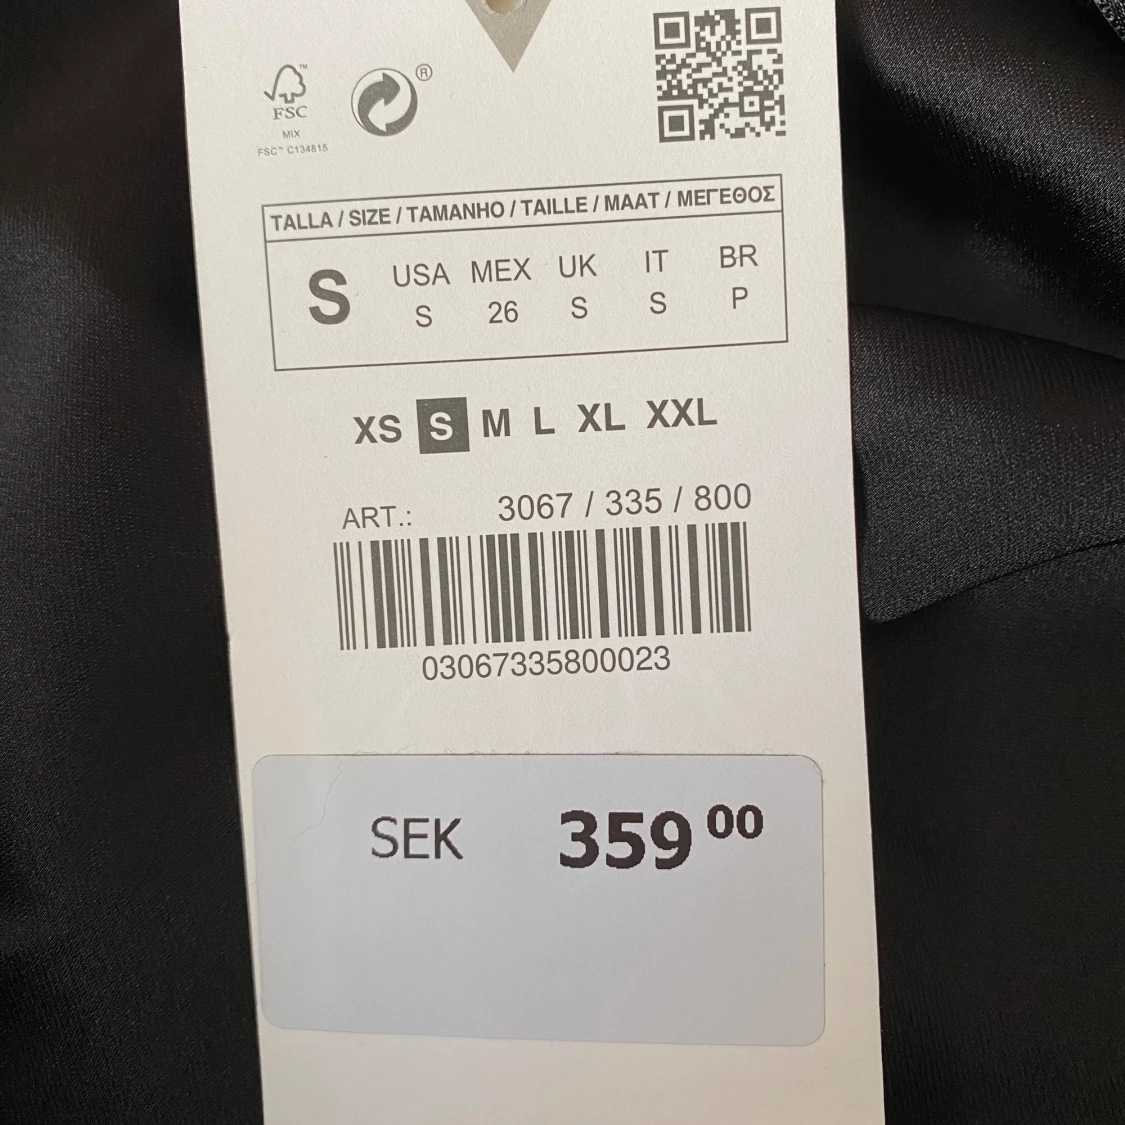 FSC™
MIX
FSC™ C134815
®
TALLA / SIZE / TAMANHO / TAILLE / MAAT / ΜΕΓΕΘΟΣ
S
USA MEX UK IT BR
S 26 S S P
XS S M L XL XXL
ART.: 3067 / 335 / 800
03067335800023
SEK 359 00